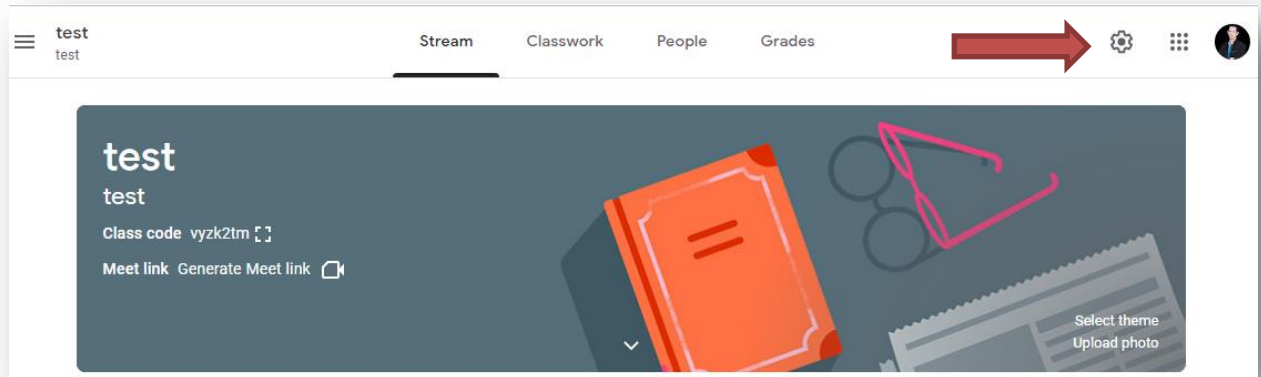 test
test
Stream Classwork People Grades
test
test
Class code vyzk2tm
Meet link Generate Meet link
Select theme
Upload photo